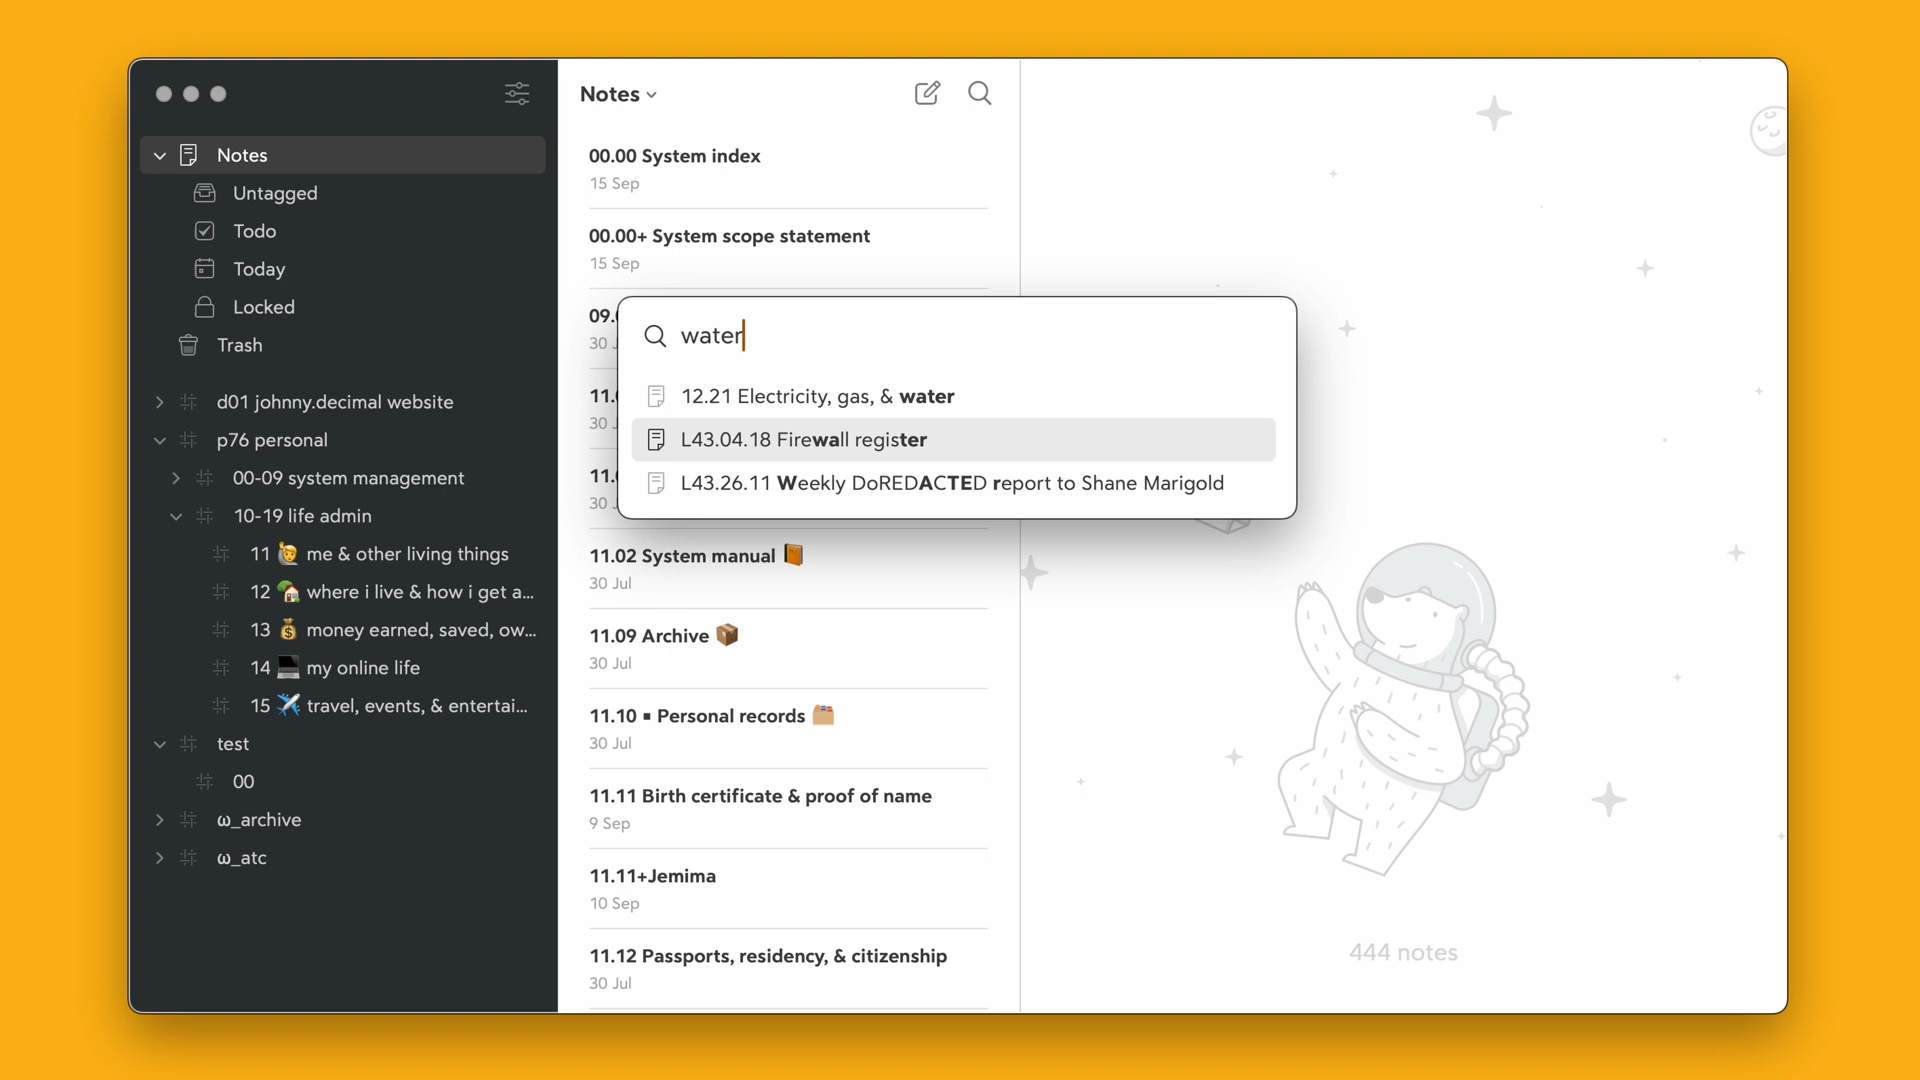 Notes
Untagged
Todo
Today
Locked
Trash
d01 johnny.decimal website
p76 personal
00-09 system management
10-19 life admin
11 🙋 me & other living things
12 🏡 where i live & how i get a...
13 💰 money earned, saved, ow...
14 💻 my online life
15 ✈️ travel, events, & entertai...
test
00
ω_archive
ω_atc
Notes
00.00 System index
15 Sep
00.00+ System scope statement
15 Sep
09.
30 J
11.
30 J
11.
30 J
water
12.21 Electricity, gas, & water
L43.04.18 Firewall register
L43.26.11 Weekly DoREDACTED report to Shane Marigold
11.02 System manual 📙
30 Jul
11.09 Archive 📦
30 Jul
11.10 ▪ Personal records 🗂️
30 Jul
11.11 Birth certificate & proof of name
9 Sep
11.11+Jemima
10 Sep
11.12 Passports, residency, & citizenship
30 Jul
444 notes